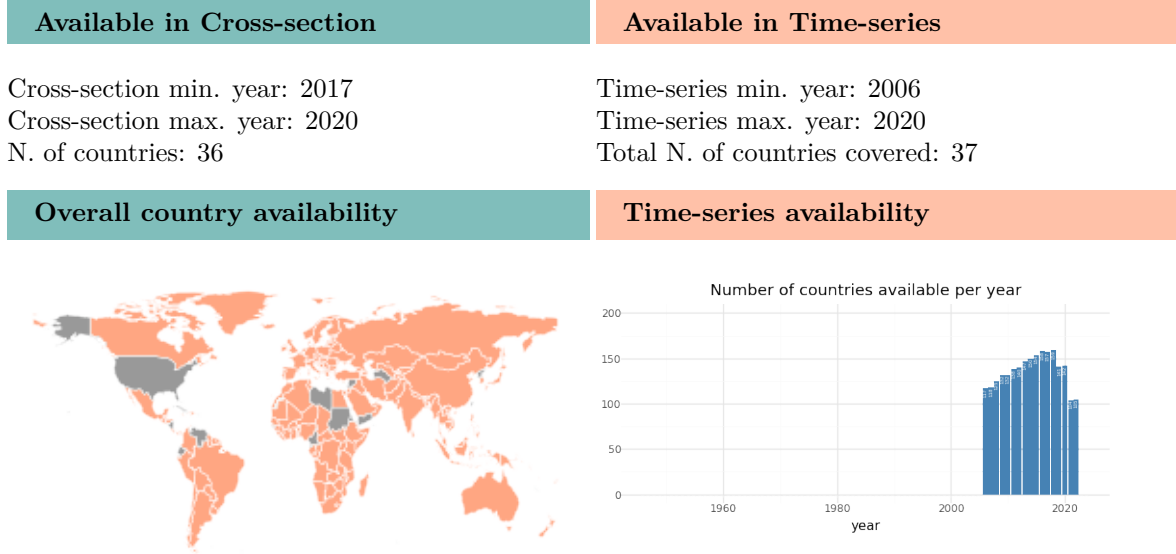 Available in Cross-section
Available in Time-series
Cross-section min. year: 2017
Cross-section max. year: 2020
N. of countries: 36
Time-series min. year: 2006
Time-series max. year: 2020
Total N. of countries covered: 37
Overall country availability
Time-series availability
Number of countries available per year
200
150
100
50
0
1960
1980
2000
2020
year